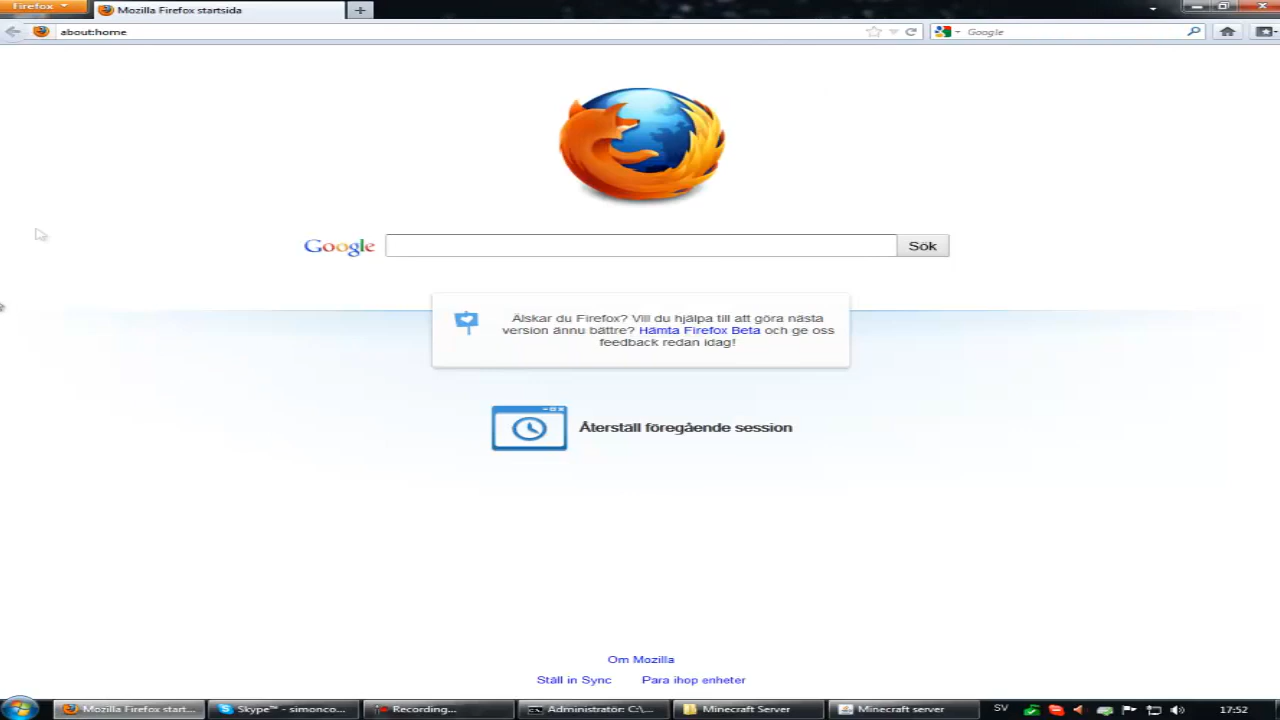 Firefox
Mozilla Firefox startsida
about:home
Google
Google
Sök
Älskar du Firefox? Vill du hjälpa till att göra nästa
version ännu bättre? Hämta Firefox Beta och ge oss
feedback redan idag!
Återställ föregående session
Om Mozilla
Ställ in Sync
Para ihop enheter
Mozilla Firefox start...
Skype™ - simonco...
Recording...
Administratör: C:\...
Minecraft Server
Minecraft server
SV
17:52